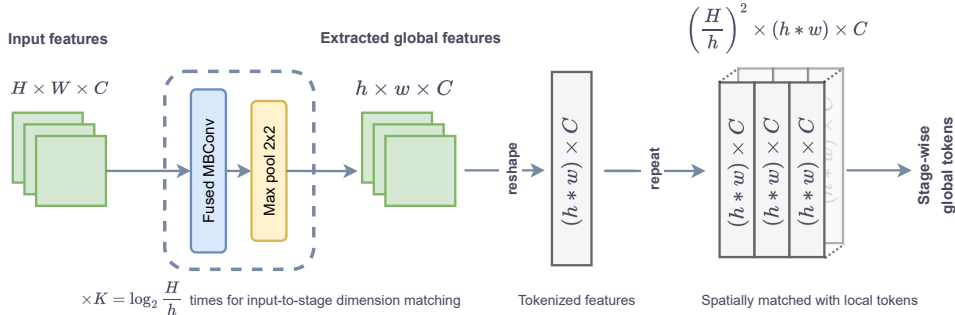 Input features
Extracted global features
(H/h)² × (h * w) × C
H × W × C
h × w × C
Fused MBConv
Max pool 2x2
reshape
(h * w) × C
repeat
(h * w) × C
(h * w) × C
(h * w) × C
(h * w) × C
Stage-wise
global tokens
×K = log₂ H/h times for input-to-stage dimension matching
Tokenized features
Spatially matched with local tokens